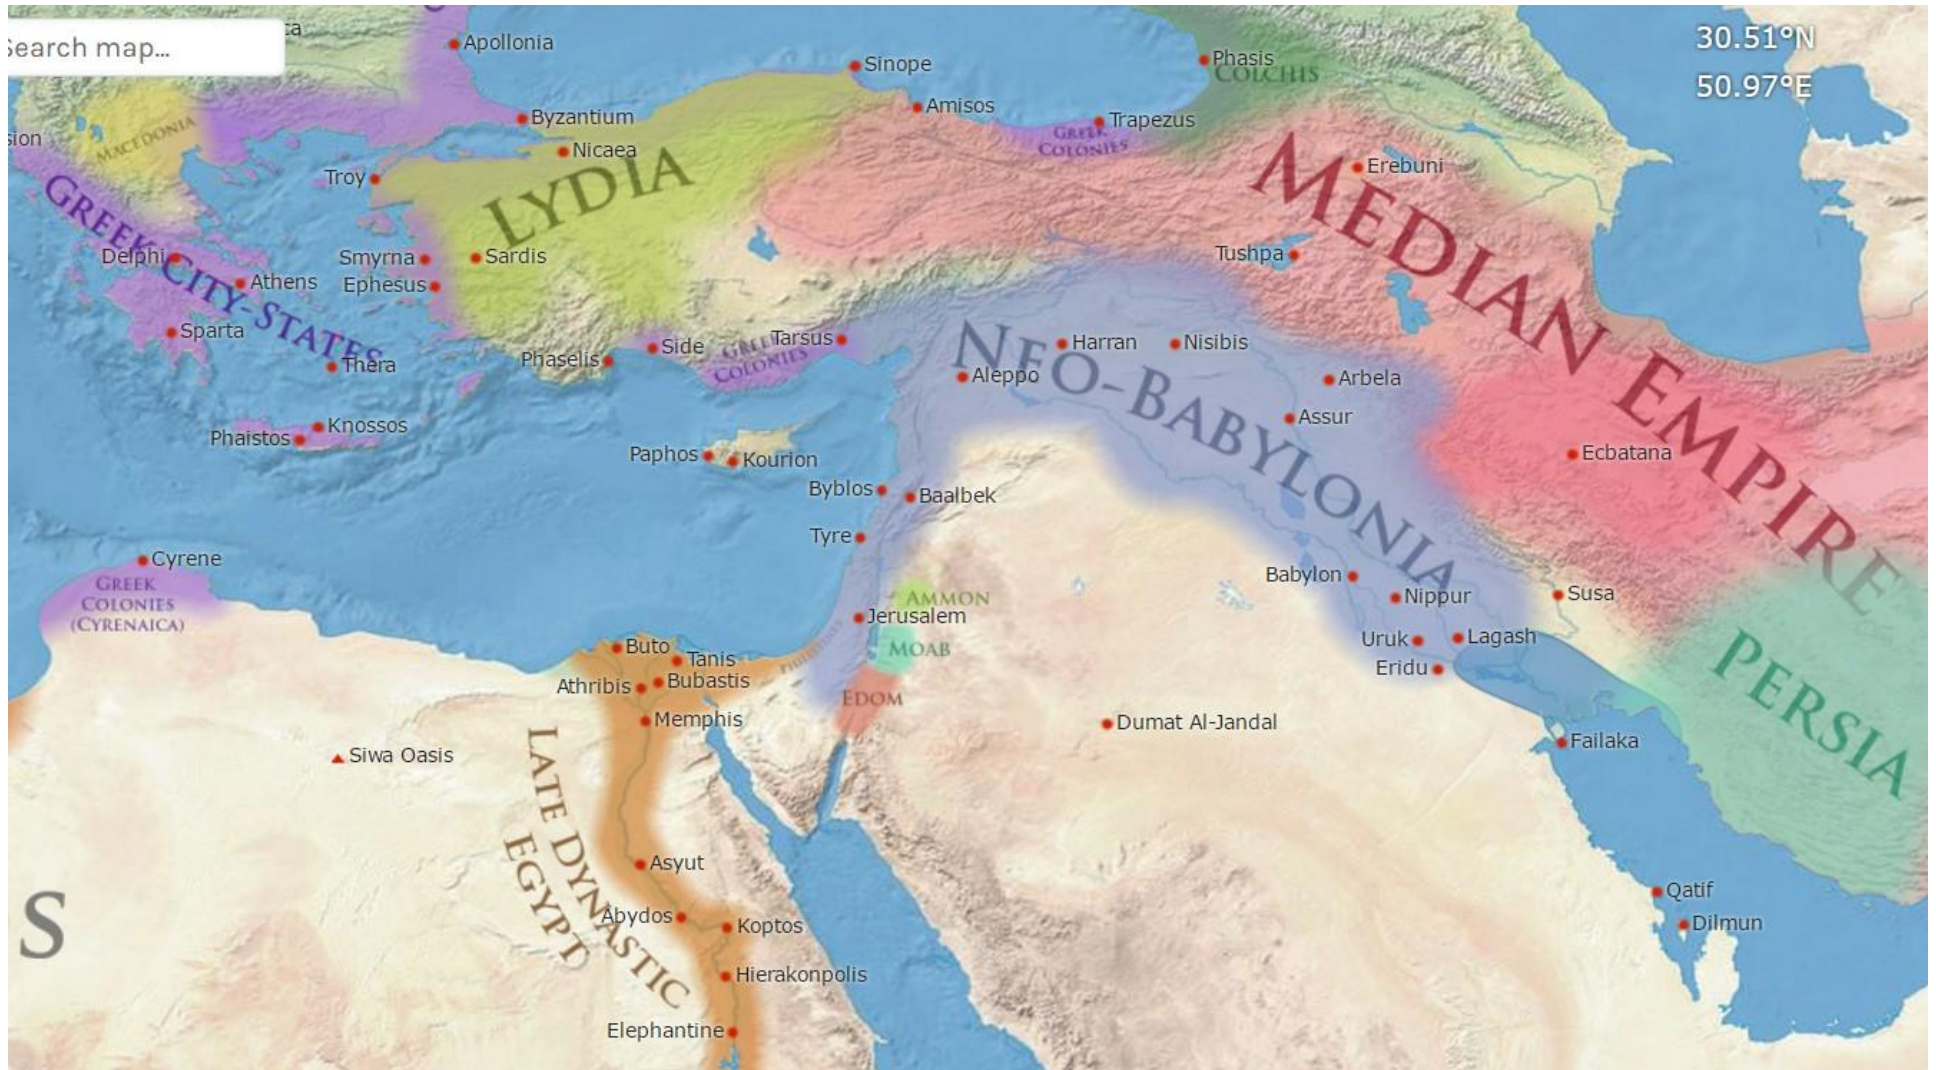 ca
Search map...
Apollonia
Sinope
Phasis
COLCHIS
30.51°N
50.97°E
Amisos
Byzantium
Trapezus
GREEK
COLONIES
MACEDONIA
sion
Nicaea
Troy
LYDIA
Erebuni
MEDIAN EMPIRE
GREEK CITY-STATES
Delphi
Athens
Smyrna
Sardis
Ephesus
Tushpa
Sparta
Thera
Phaselis
Side
Tarsus
GREEK
COLONIES
NEO-BABYLONIA
Harran
Nisibis
Aleppo
Arbela
Assur
Knossos
Phaistos
Paphos
Kourion
Ecbatana
Byblos
Baalbek
Tyre
Cyrene
GREEK
COLONIES
(CYRENAICA)
Babylon
Nippur
Susa
AMMON
Jerusalem
MOAB
Uruk
Lagash
Eridu
PERSIA
Buto
Tanis
Athribis
Bubastis
EDOM
Memphis
Dumat Al-Jandal
Failaka
Siwa Oasis
LATE DYNASTIC
EGYPT
Asyut
Abydos
Koptos
Qatif
Dilmun
S
Hierakonpolis
Elephantine